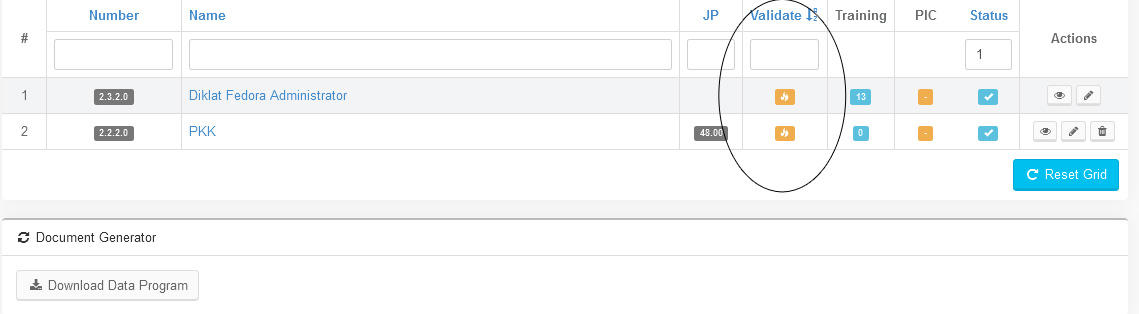 # Number Name JP Validate Training PIC Status Actions
1
1 2.3.2.0 Diklat Fedora Administrator 13 -
2 2.2.2.0 PKK 48.00 0 -
Reset Grid
Document Generator
Download Data Program